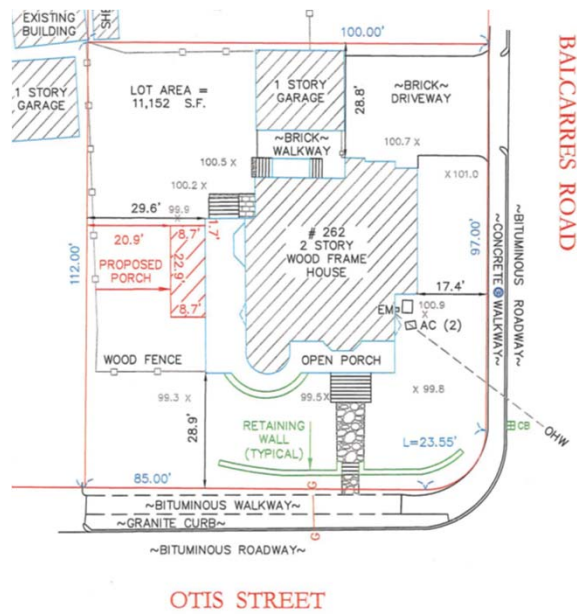 EXISTING
BUILDING
SHE
100.00'
1 STORY
GARAGE
LOT AREA =
11,152 S.F.
1 STORY
GARAGE
28.8'
~BRICK~
DRIVEWAY
~BRICK~
WALKWAY
100.7 X
100.5 X
X 101.0
100.2 X
29.6'
99.9
X
1.7'
20.9'
8.7'
22.9'
8.7'
PROPOSED
PORCH
112.00'
# 262
2 STORY
WOOD FRAME
HOUSE
97.00'
17.4'
EM
100.9
X
AC (2)
~CONCRETE WALKWAY~
~BITUMINOUS ROADWAY~
BALCARRES ROAD
WOOD FENCE
OPEN PORCH
99.3 X
99.5 X
X 99.8
28.9'
RETAINING
WALL
(TYPICAL)
L=23.55'
CB
OHW
85.00'
G
~BITUMINOUS WALKWAY~
~GRANITE CURB~
G
~BITUMINOUS ROADWAY~
OTIS STREET